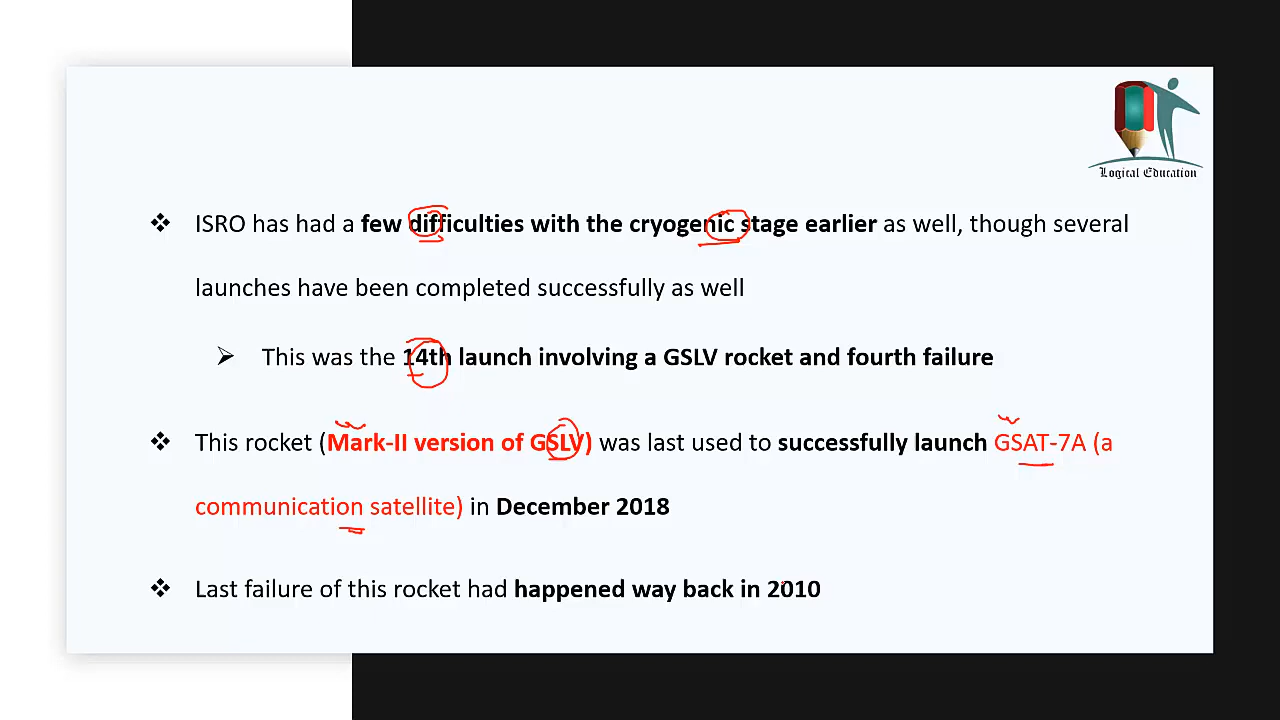 Logical Education
❖ ISRO has had a few difficulties with the cryogenic stage earlier as well, though several
launches have been completed successfully as well
➢ This was the 14th launch involving a GSLV rocket and fourth failure
❖ This rocket (Mark-II version of GSLV) was last used to successfully launch GSAT-7A (a
communication satellite) in December 2018
❖ Last failure of this rocket had happened way back in 2010